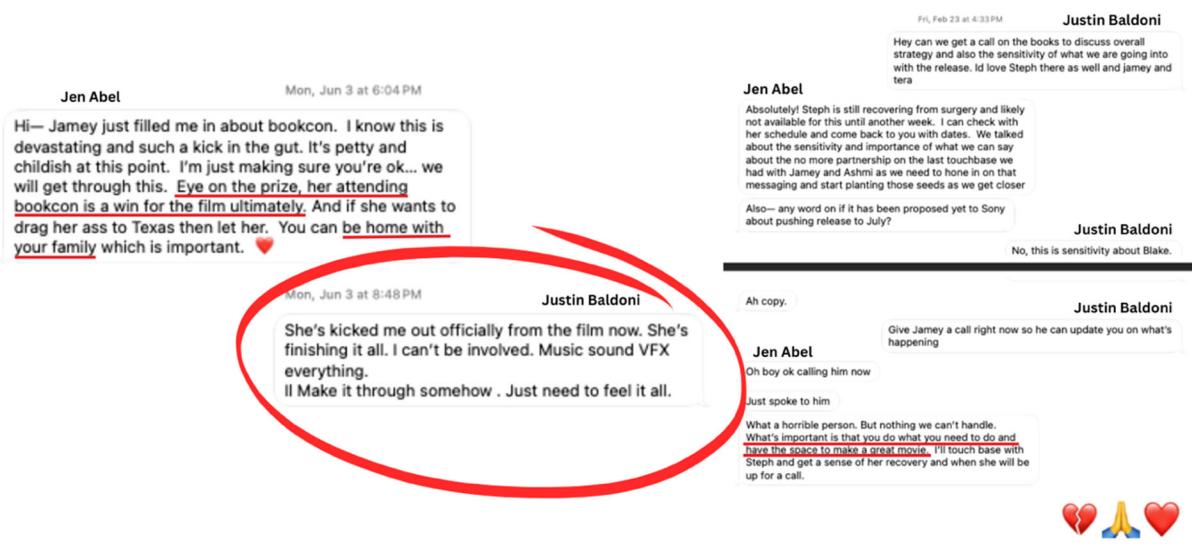 Mon, Jun 3 at 6:04 PM
Jen Abel
Hi— Jamey just filled me in about bookcon. I know this is
devastating and such a kick in the gut. It's petty and
childish at this point. I'm just making sure you're ok... we
will get through this. Eye on the prize, her attending
bookcon is a win for the film ultimately. And if she wants to
drag her ass to Texas then let her. You can be home with
your family which is important. ❤️
Mon, Jun 3 at 8:48 PM
Justin Baldoni
She's kicked me out officially from the film now. She's
finishing it all. I can't be involved. Music sound VFX
everything.
Il Make it through somehow . Just need to feel it all.
Fri, Feb 23 at 4:33 PM
Justin Baldoni
Hey can we get a call on the books to discuss overall
strategy and also the sensitivity of what we are going into
with the release. Id love Steph there as well and jamey and
tera
Jen Abel
Absolutely! Steph is still recovering from surgery and likely
not available for this until another week. I can check with
her schedule and come back to you with dates. We talked
about the sensitivity and importance of what we can say
about the no more partnership on the last touchbase we
had with Jamey and Ashmi as we need to hone in on that
messaging and start planting those seeds as we get closer
Also— any word on if it has been proposed yet to Sony
about pushing release to July?
Justin Baldoni
No, this is sensitivity about Blake.
Ah copy.
Justin Baldoni
Give Jamey a call right now so he can update you on what's
happening
Jen Abel
Oh boy ok calling him now
Just spoke to him
What a horrible person. But nothing we can't handle.
What's important is that you do what you need to do and
have the space to make a great movie. I'll touch base with
Steph and get a sense of her recovery and when she will be
up for a call.
💔🙏❤️